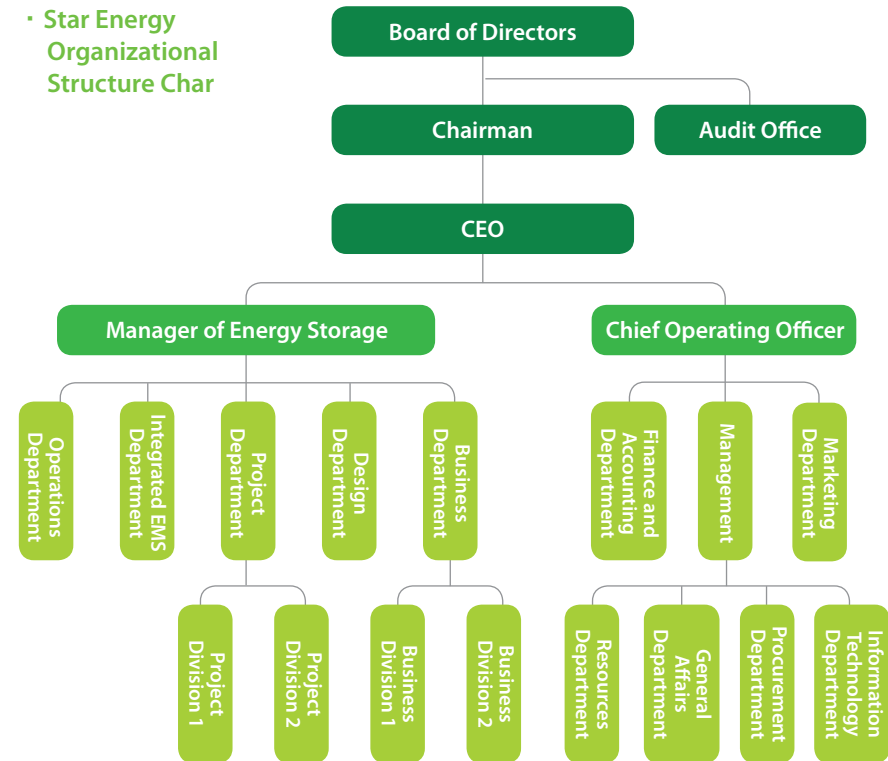 · Star Energy
Organizational
Structure Char
Board of Directors
Chairman
Audit Office
CEO
Manager of Energy Storage
Chief Operating Officer
Operations
Department
Integrated EMS
Department
Project
Department
Design
Department
Business
Department
Finance and
Accounting
Department
Management
Marketing
Department
Project
Division 1
Project
Division 2
Business
Division 1
Business
Division 2
Resources
Department
General
Affairs
Department
Procurement
Department
Information
Technology
Department